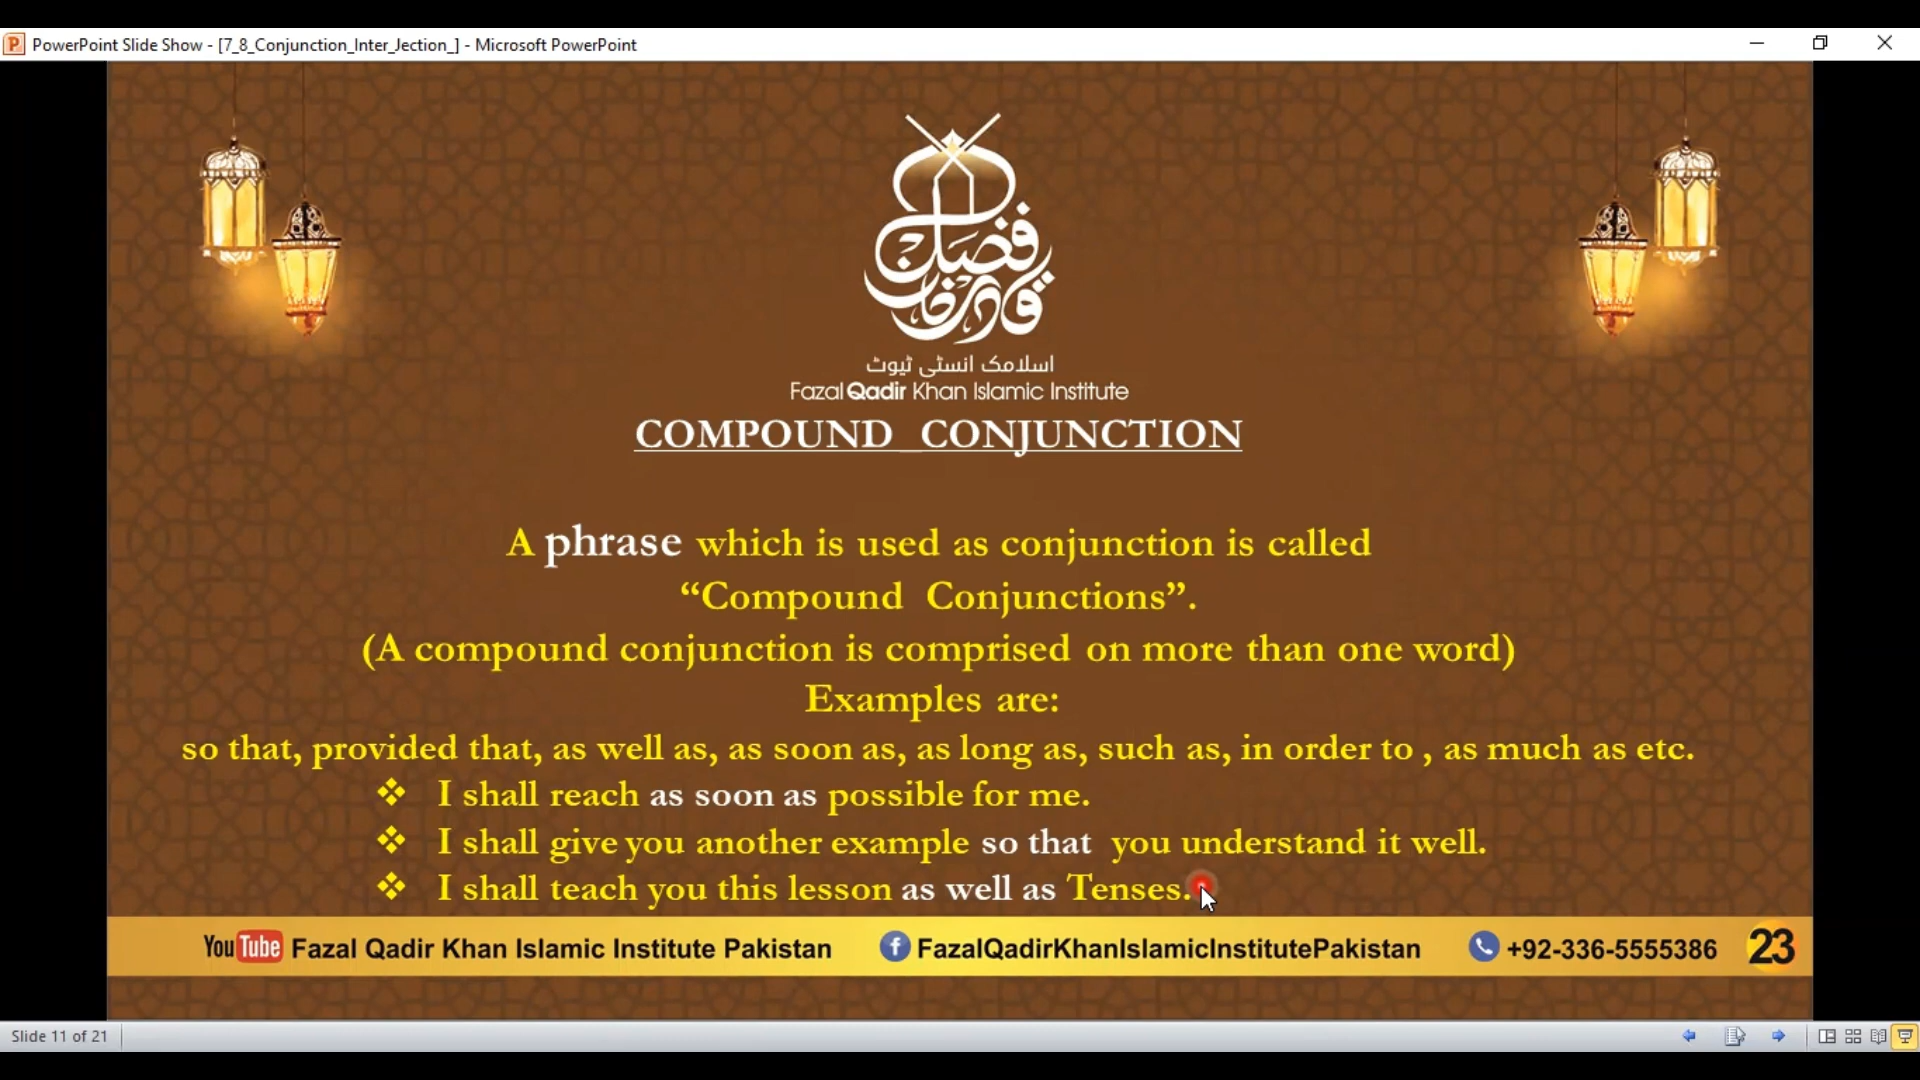 PowerPoint Slide Show - [7_8_Conjunction_Inter_Jection_] - Microsoft PowerPoint
فضل
قادر خان
اسلامک انسٹی ٹیوٹ
Fazal Qadir Khan Islamic Institute
COMPOUND CONJUNCTION
A phrase which is used as conjunction is called
“Compound Conjunctions”.
(A compound conjunction is comprised on more than one word)
Examples are:
so that, provided that, as well as, as soon as, as long as, such as, in order to , as much as etc.
❖ I shall reach as soon as possible for me.
❖ I shall give you another example so that you understand it well.
❖ I shall teach you this lesson as well as Tenses.
YouTube Fazal Qadir Khan Islamic Institute Pakistan f FazalQadirKhanIslamicInstitutePakistan +92-336-5555386 23
Slide 11 of 21